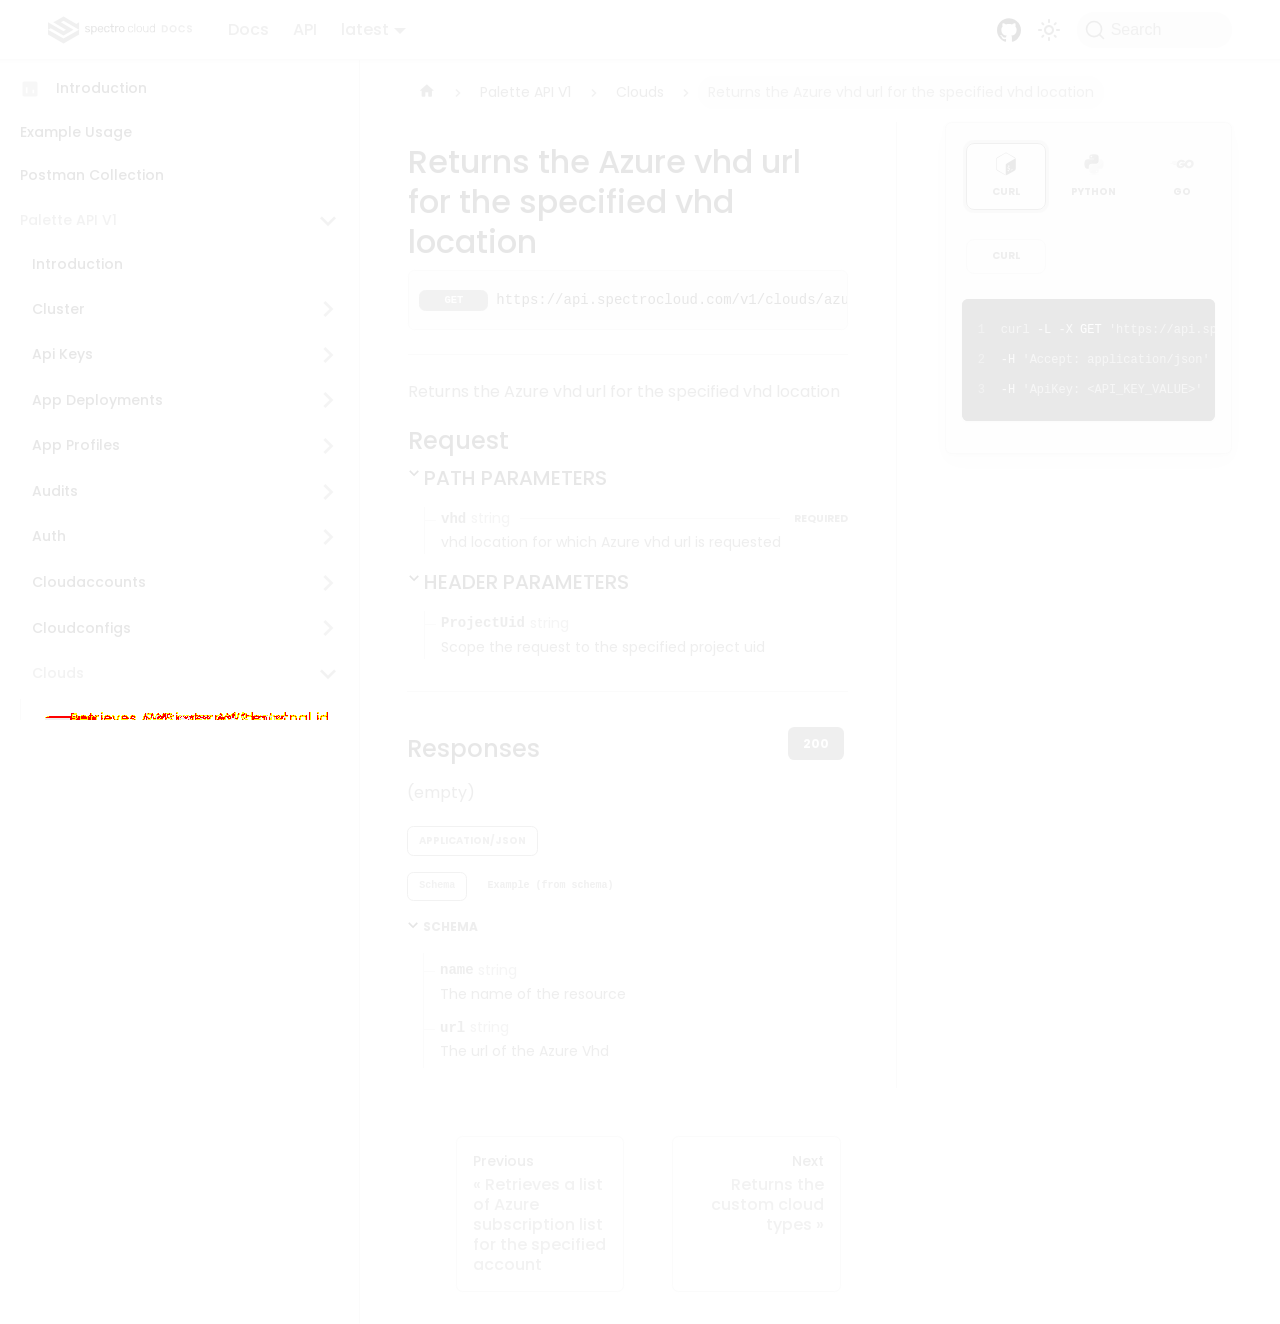 spectro cloud DOCS
Docs API latest
Search
Introduction
Example Usage
Postman Collection
Palette API V1
Introduction
Cluster
Api Keys
App Deployments
App Profiles
Audits
Auth
Cloudaccounts
Cloudconfigs
Clouds
Palette API V1 Clouds Returns the Azure vhd url for the specified vhd location
Returns the Azure vhd url
for the specified vhd
location
GET https://api.spectrocloud.com/v1/clouds/azu
Returns the Azure vhd url for the specified vhd location
Request
PATH PARAMETERS
vhd string REQUIRED
vhd location for which Azure vhd url is requested
HEADER PARAMETERS
ProjectUid string
Scope the request to the specified project uid
Responses
200
(empty)
APPLICATION/JSON
Schema Example (from schema)
SCHEMA
name string
The name of the resource
url string
The url of the Azure Vhd
Previous
« Retrieves a list
of Azure
subscription list
for the specified
account
Next
Returns the
custom cloud
types »
CURL PYTHON GO
CURL
1 curl -L -X GET 'https://api.sp
2 -H 'Accept: application/json'
3 -H 'ApiKey: <API_KEY_VALUE>'